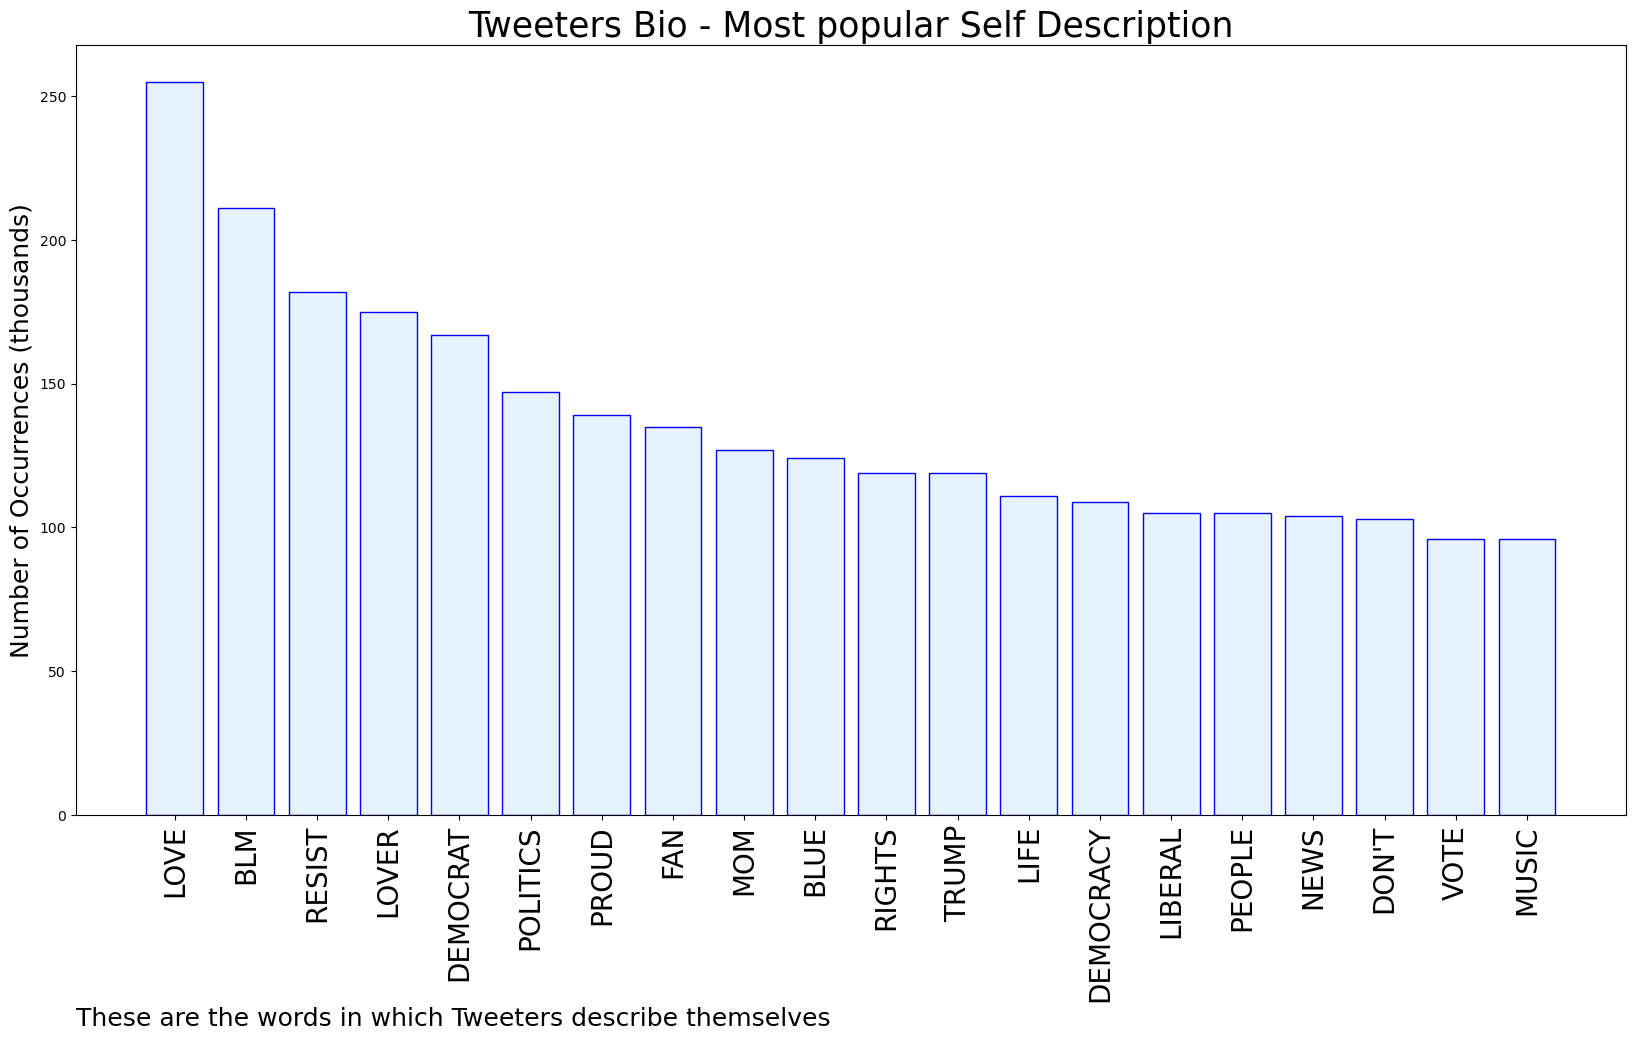 Tweeters Bio - Most popular Self Description
Number of Occurrences (thousands)
250
200
150
100
50
0
LOVE
BLM
RESIST
LOVER
DEMOCRAT
POLITICS
PROUD
FAN
MOM
BLUE
RIGHTS
TRUMP
LIFE
DEMOCRACY
LIBERAL
PEOPLE
NEWS
DON'T
VOTE
MUSIC
These are the words in which Tweeters describe themselves